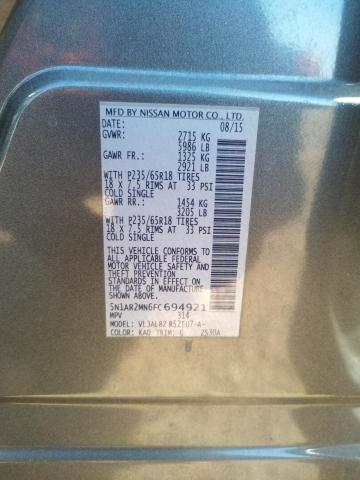 MFD BY NISSAN MOTOR CO., LTD.
DATE: 08/15
GVWR: 2715 KG
5986 LB
GAWR FR.: 1325 KG
2921 LB
WITH P235/65R18 TIRES
18 X 7.5 RIMS AT 33 PSI
COLD SINGLE
GAWR RR.: 1454 KG
3205 LB
WITH P235/65R18 TIRES
18 X 7.5 RIMS AT 33 PSI
COLD SINGLE
THIS VEHICLE CONFORMS TO
ALL APPLICABLE FEDERAL
MOTOR VEHICLE SAFETY AND
THEFT PREVENTION
STANDARDS IN EFFECT ON
THE DATE OF MANUFACTURE
SHOWN ABOVE.
5N1AR2MN6FC694921
MPV 314
MODEL:
COLOR: KAD TRIM: G